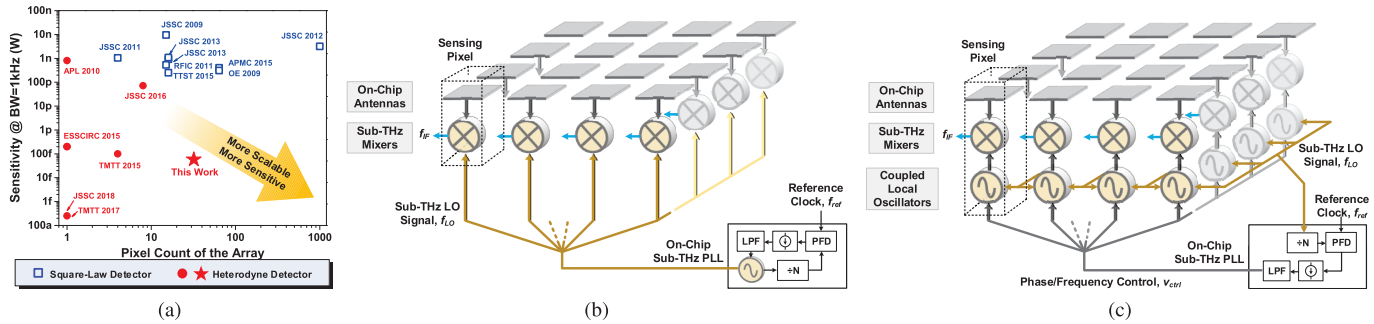 100n
10n
1n
100p
10p
1p
100f
10f
1f
100a
Sensitivity @ BW=1kHz (W)
JSSC 2009
JSSC 2012
JSSC 2011
JSSC 2013
JSSC 2013
RFIC 2011
APMC 2015
TTST 2015
OE 2009
APL 2010
JSSC 2016
ESSCIRC 2015
TMTT 2015
This Work
More Scalable
More Sensitive
JSSC 2018
TMTT 2017
1
10
100
1000
Pixel Count of the Array
Square-Law Detector
Heterodyne Detector
(a)
Sensing
Pixel
On-Chip
Antennas
Sub-THz
Mixers
fIF
Sub-THz LO
Signal, fLO
Reference
Clock, fref
On-Chip
Sub-THz PLL
LPF
PFD
÷N
(b)
Sensing
Pixel
On-Chip
Antennas
Sub-THz
Mixers
fIF
Coupled
Local
Oscillators
Sub-THz LO
Signal, fLO
Reference
Clock, fref
On-Chip
Sub-THz PLL
÷N
PFD
LPF
Phase/Frequency Control, vctrl
(c)